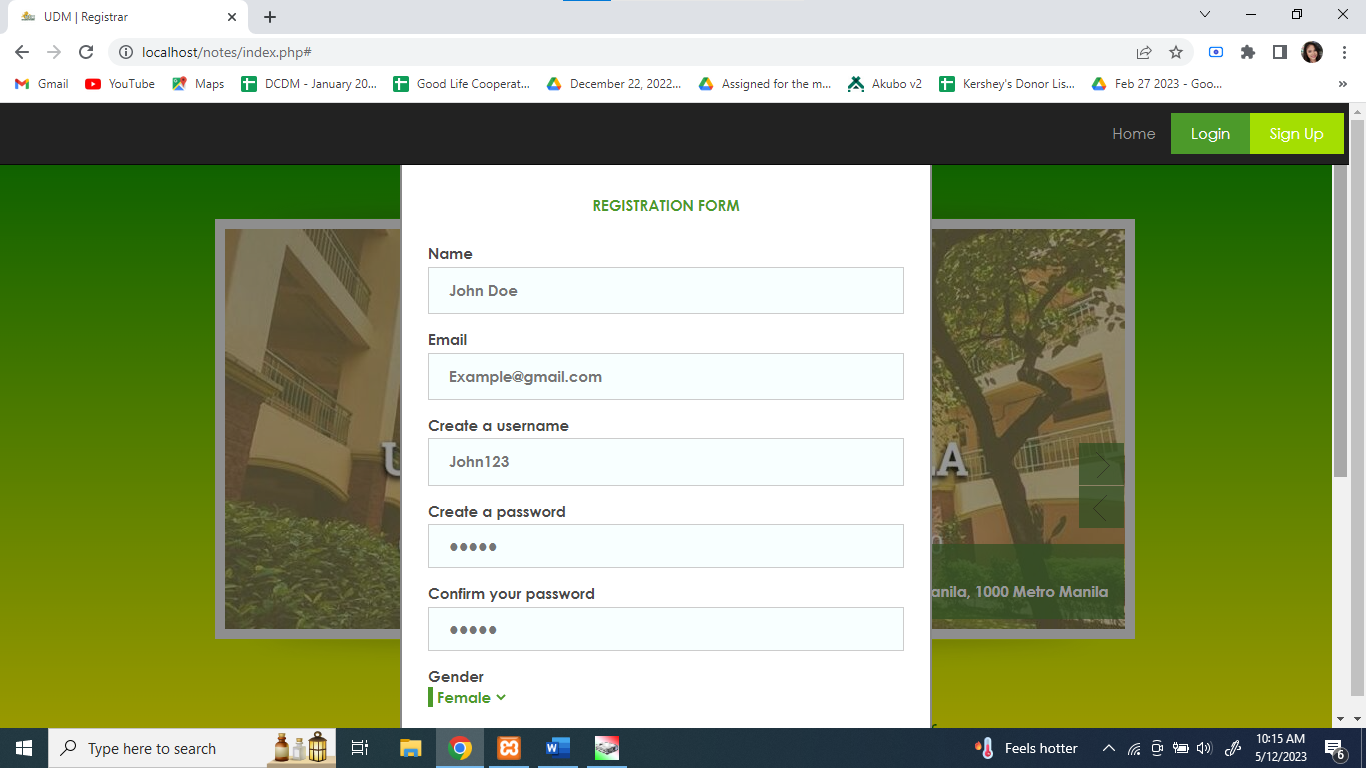 UDM | Registrar
localhost/notes/index.php#
Gmail
YouTube
Maps
DCDM - January 20...
Good Life Cooperat...
December 22, 2022...
Assigned for the m...
Akubo v2
Kershey's Donor Lis...
Feb 27 2023 - Goo...
»
Home
Login
Sign Up
REGISTRATION FORM
Name
John Doe
Email
Example@gmail.com
Create a username
John123
Create a password
•••••
Confirm your password
•••••
anila, 1000 Metro Manila
Gender
Female
Type here to search
Feels hotter
10:15 AM
5/12/2023
6